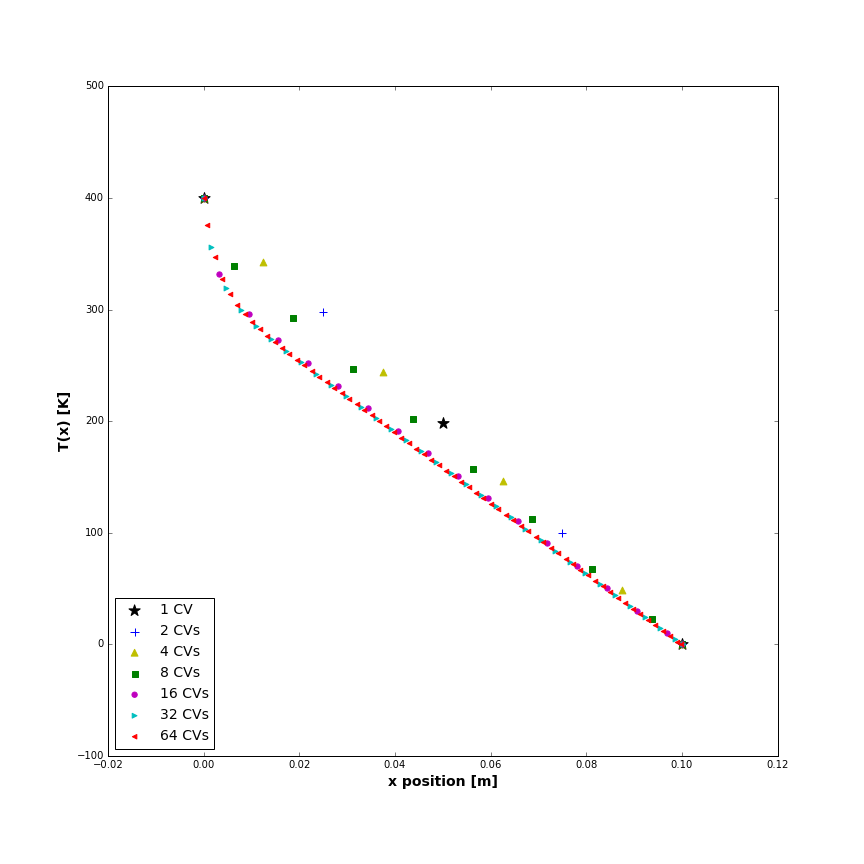 500
400
300
200
100
0
−100
T(x) [K]
−0.02 0.00 0.02 0.04 0.06 0.08 0.10 0.12
x position [m]
1 CV
2 CVs
4 CVs
8 CVs
16 CVs
32 CVs
64 CVs